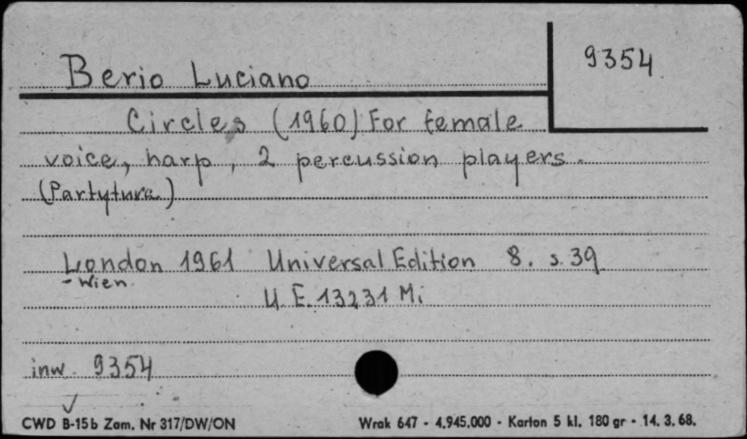 9354
Berio Luciano
Circles (1960) For female
voice, harp, 2 percussion players.
(Partytura)
London 1961 Universal Edition 8. s. 39
- Wien
U. E. 13231 Mi
inw. 9354
CWD B-15b Zam. Nr 317/DW/ON Wrak 647 - 4.945.000 - Karton 5 kl. 180 gr - 14. 3. 68.